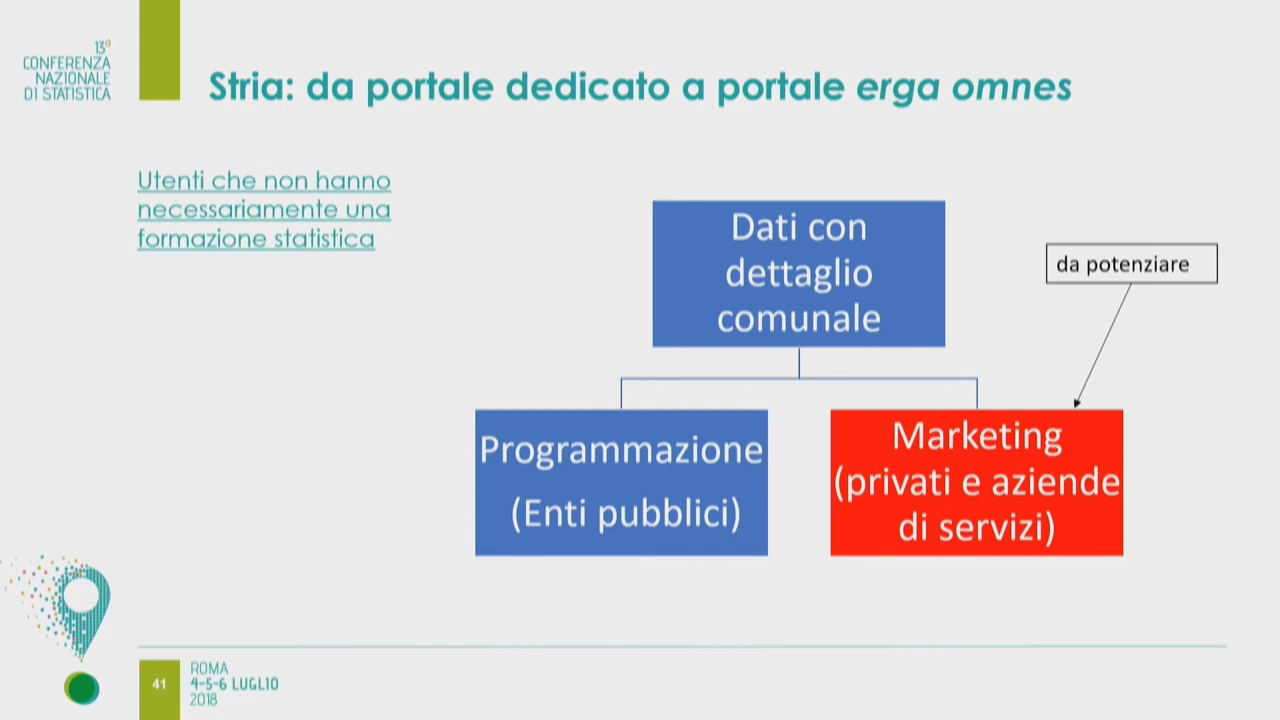 13°
CONFERENZA
NAZIONALE
DI STATISTICA
Stria: da portale dedicato a portale erga omnes
Utenti che non hanno
necessariamente una
formazione statistica
Dati con
dettaglio
comunale
da potenziare
Programmazione
(Enti pubblici)
Marketing
(privati e aziende
di servizi)
41
ROMA
4-5-6 LUGLIO
2018